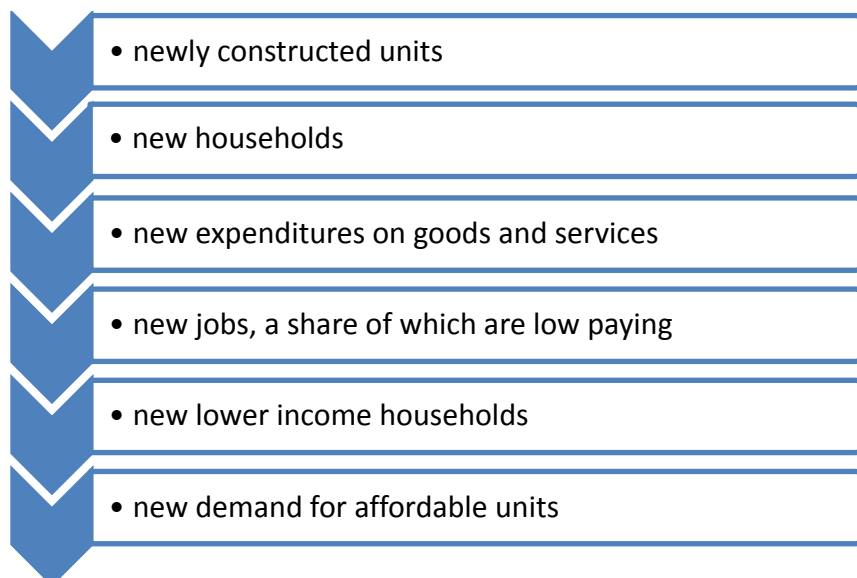 • newly constructed units
• new households
• new expenditures on goods and services
• new jobs, a share of which are low paying
• new lower income households
• new demand for affordable units